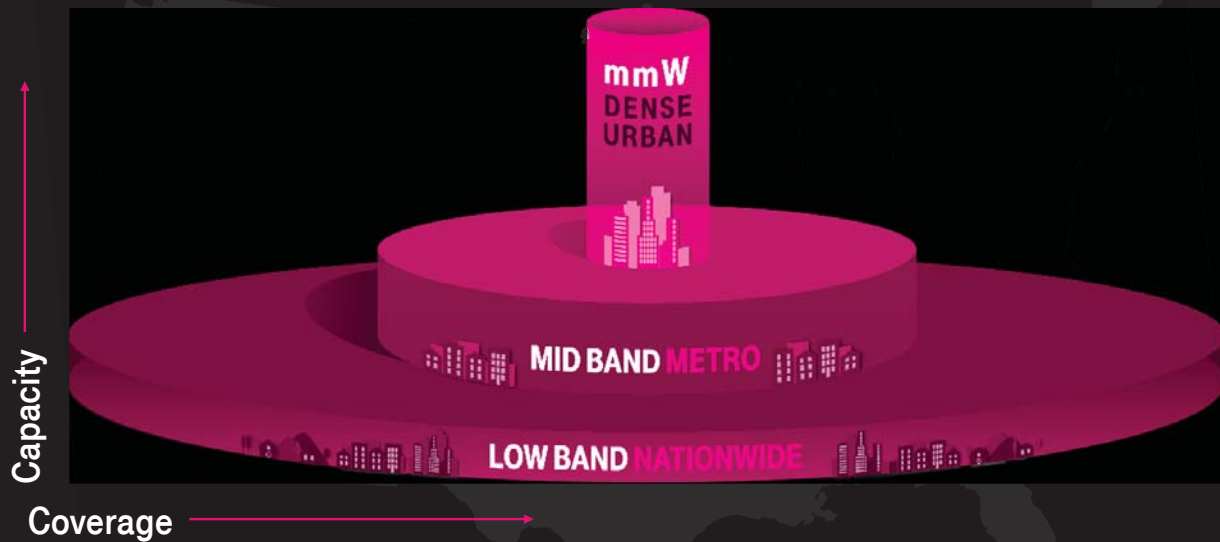 mmW
DENSE
URBAN
MID BAND METRO
LOW BAND NATIONWIDE
Capacity
Coverage